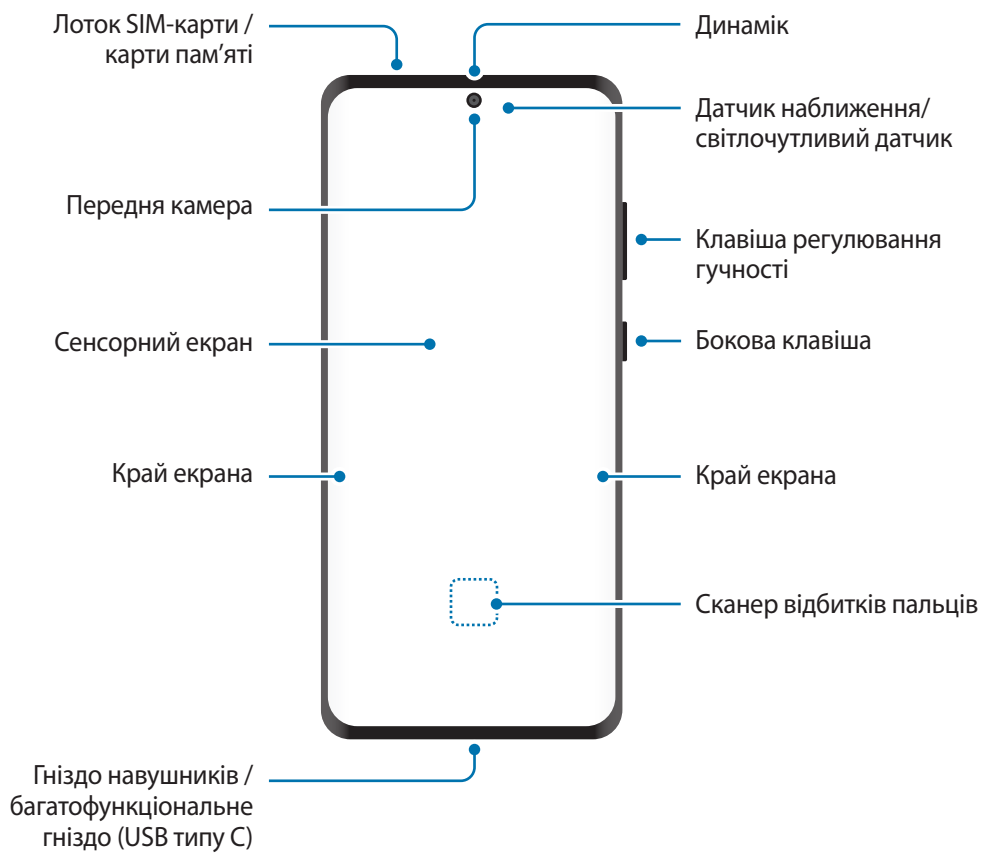 Лоток SIM-карти /
карти пам’яті
Передня камера
Сенсорний екран
Край екрана
Гніздо навушників /
багатофункціональне
гніздо (USB типу C)
Динамік
Датчик наближення/
світлочутливий датчик
Клавіша регулювання
гучності
Бокова клавіша
Край екрана
Сканер відбитків пальців